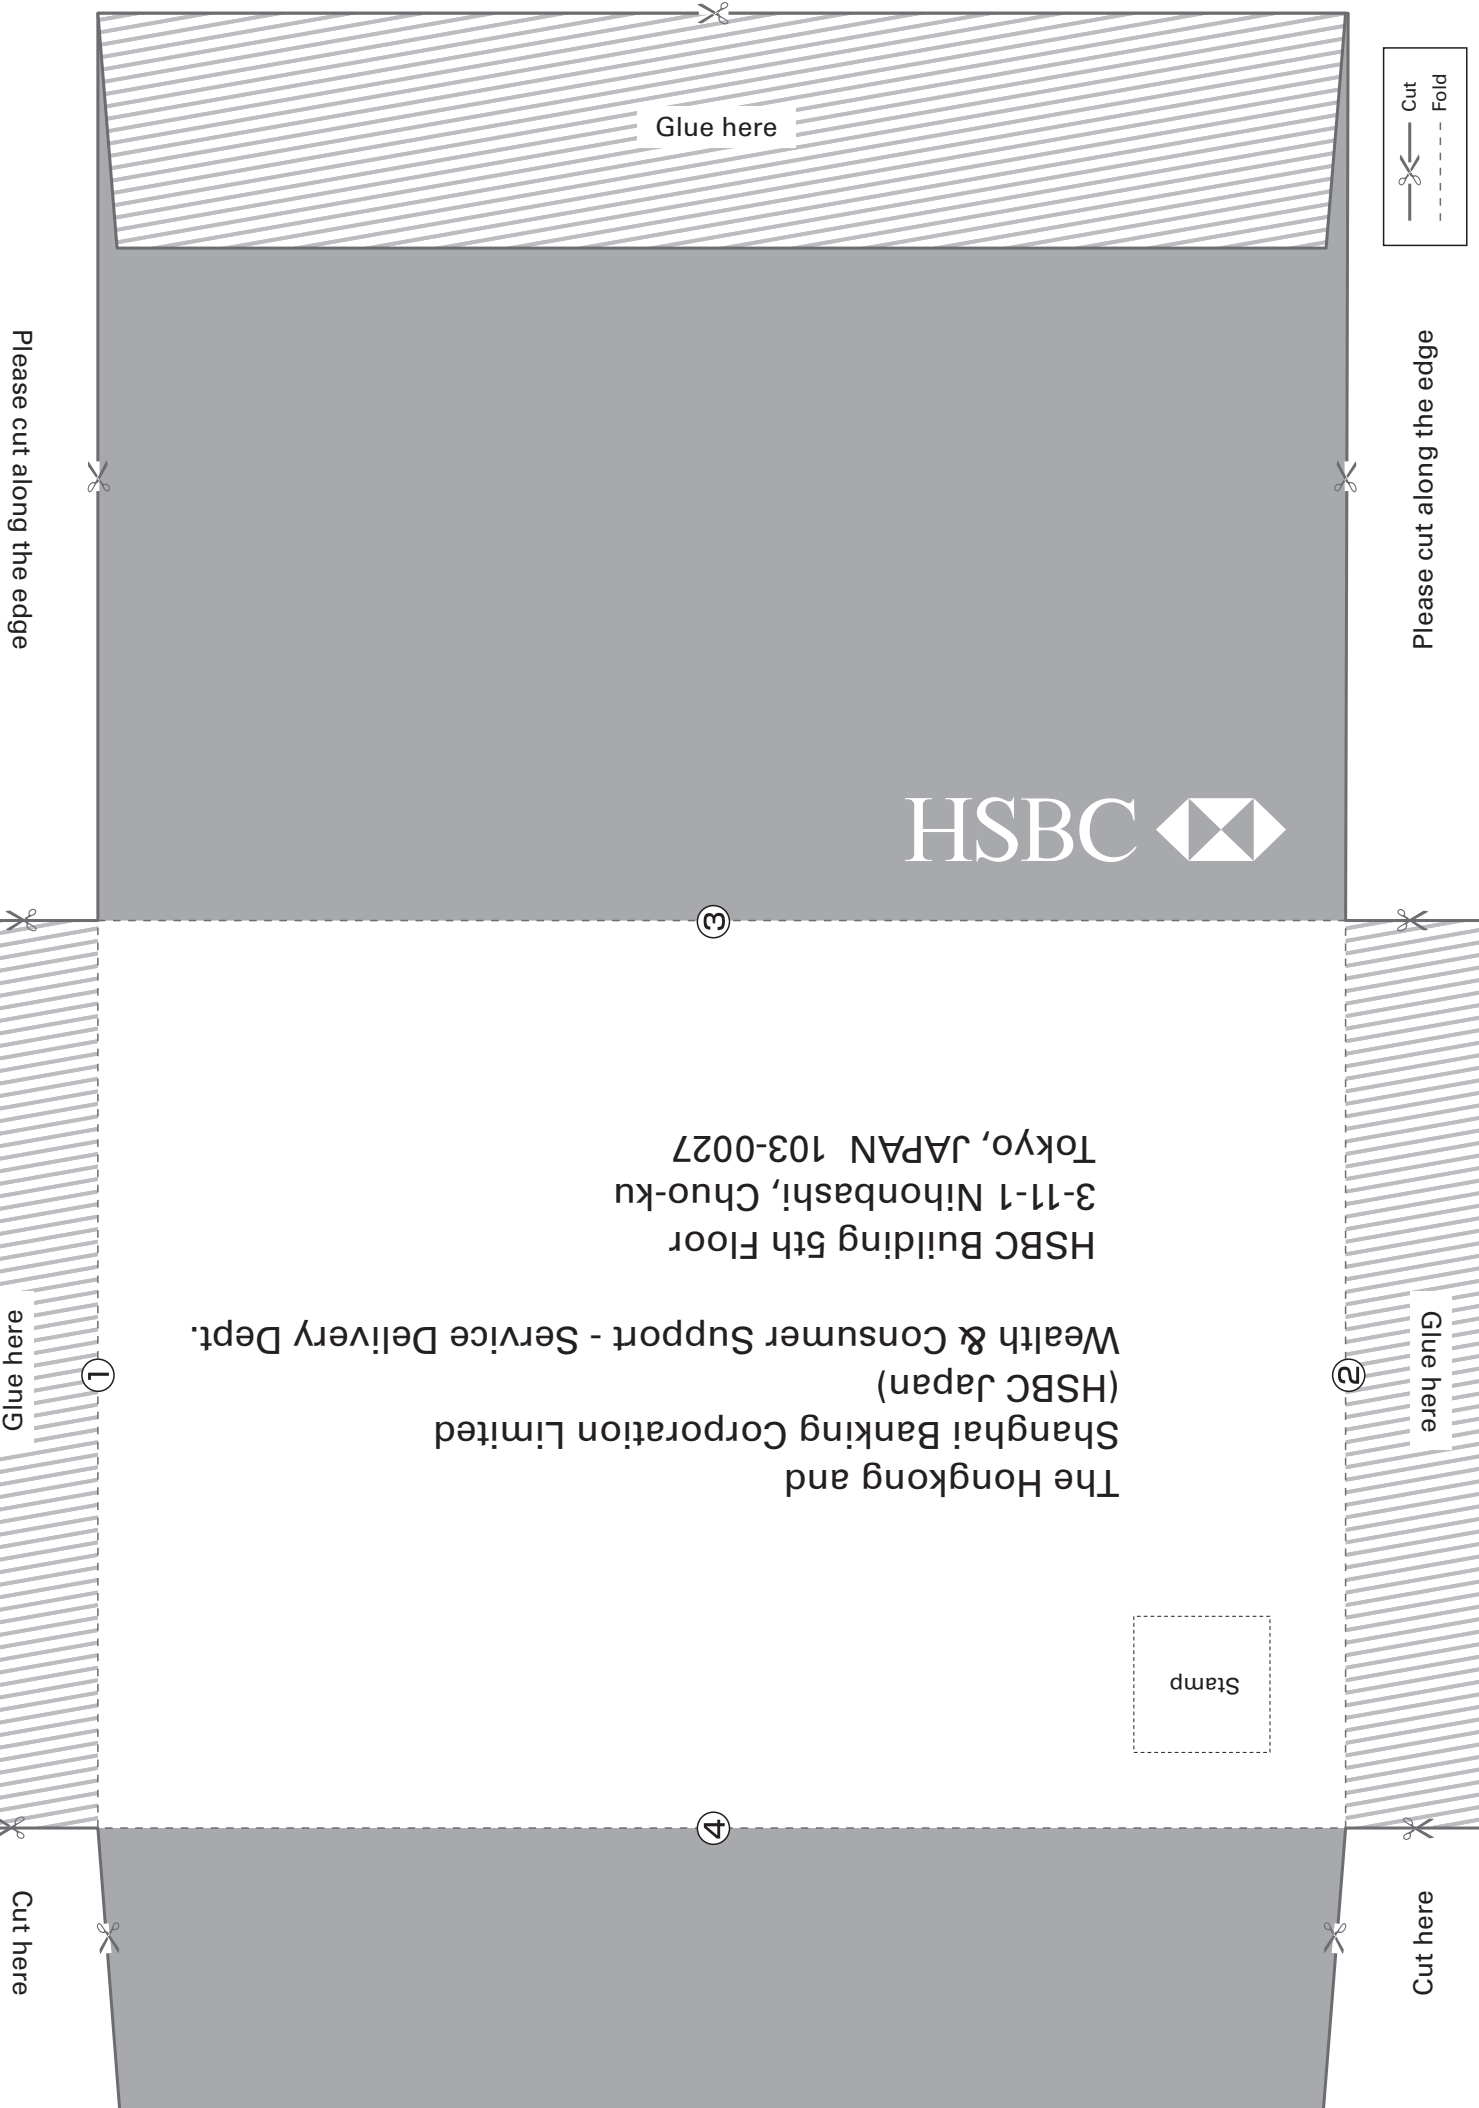 Glue here
Cut
Fold
Please cut along the edge
Please cut along the edge
HSBC
3
The Hongkong and
Shanghai Banking Corporation Limited
(HSBC Japan)
Wealth & Consumer Support - Service Delivery Dept.
HSBC Building 5th Floor
3-11-1 Nihonbashi, Chuo-ku
Tokyo, JAPAN 103-0027
Glue here
1
2
Glue here
Stamp
4
Cut here
Cut here